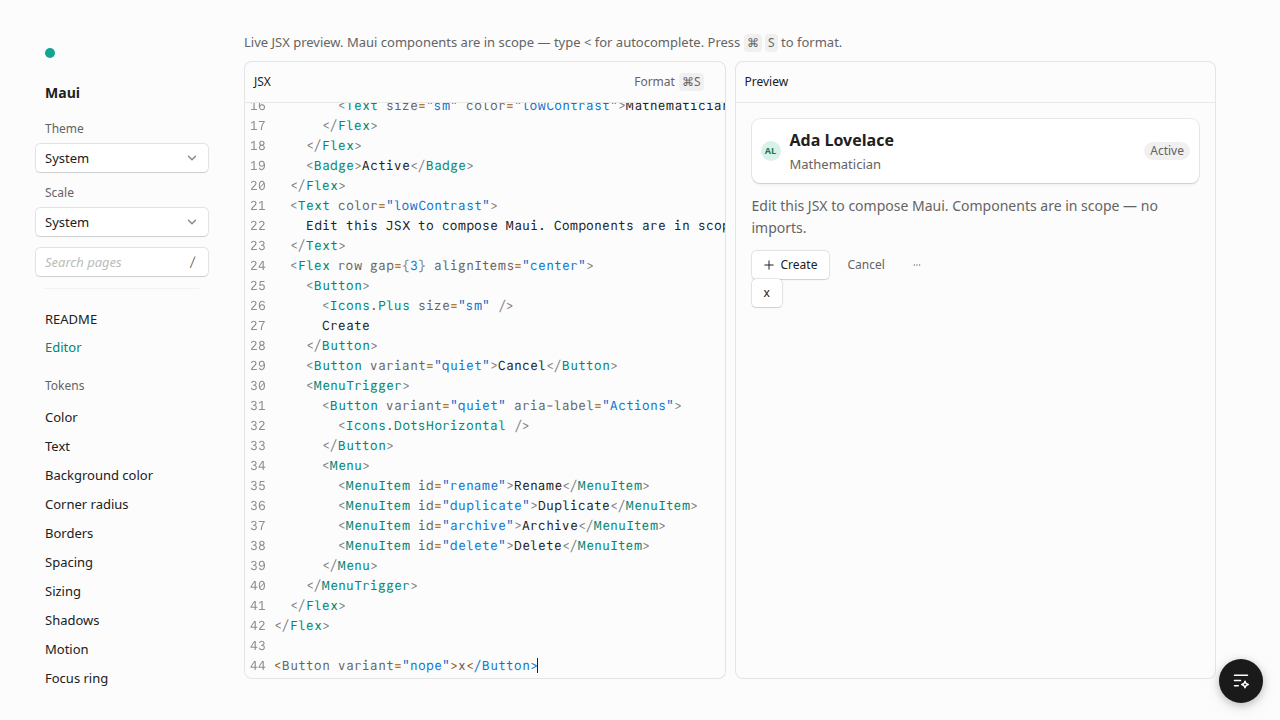 Maui
Theme
System
Scale
System
Search pages /
README
Editor
Tokens
Color
Text
Background color
Corner radius
Borders
Spacing
Sizing
Shadows
Motion
Focus ring
Live JSX preview. Maui components are in scope — type < for autocomplete. Press ⌘ S to format.
JSX
Format ⌘S
16 <Text size="sm" color="lowContrast">Mathematician
17 </Flex>
18 </Flex>
19 <Badge>Active</Badge>
20 </Flex>
21 <Text color="lowContrast">
22 Edit this JSX to compose Maui. Components are in scop
23 </Text>
24 <Flex row gap={3} alignItems="center">
25 <Button>
26 <Icons.Plus size="sm" />
27 Create
28 </Button>
29 <Button variant="quiet">Cancel</Button>
30 <MenuTrigger>
31 <Button variant="quiet" aria-label="Actions">
32 <Icons.DotsHorizontal />
33 </Button>
34 <Menu>
35 <MenuItem id="rename">Rename</MenuItem>
36 <MenuItem id="duplicate">Duplicate</MenuItem>
37 <MenuItem id="archive">Archive</MenuItem>
38 <MenuItem id="delete">Delete</MenuItem>
39 </Menu>
40 </MenuTrigger>
41 </Flex>
42 </Flex>
43
44 <Button variant="nope">x</Button>
Preview
AL
Ada Lovelace
Mathematician
Active
Edit this JSX to compose Maui. Components are in scope — no
imports.
+ Create
Cancel
···
x